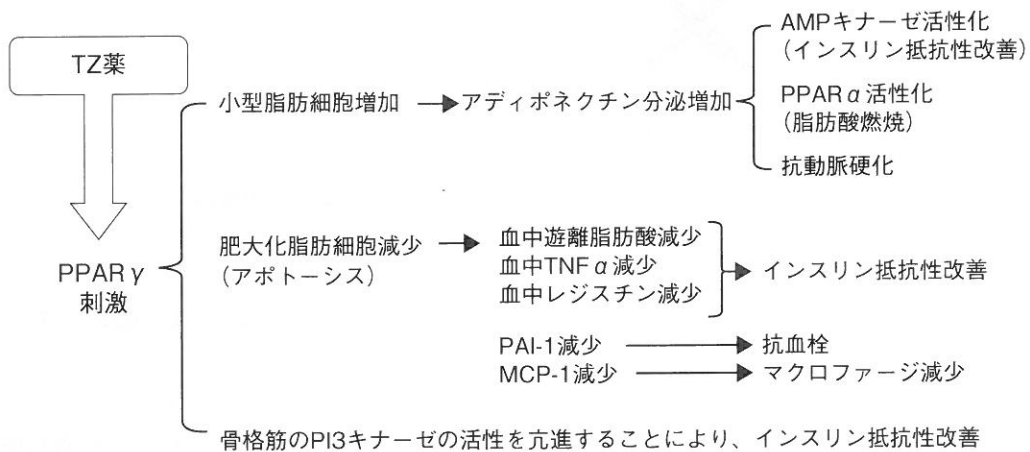 TZ薬
PPARγ
刺激
小型脂肪細胞増加
アディポネクチン分泌増加
AMPキナーゼ活性化
(インスリン抵抗性改善)
PPARα活性化
(脂肪酸燃焼)
抗動脈硬化
肥大化脂肪細胞減少
(アポトーシス)
血中遊離脂肪酸減少
血中TNFα減少
血中レジスチン減少
インスリン抵抗性改善
PAI-1減少
抗血栓
MCP-1減少
マクロファージ減少
骨格筋のPI3キナーゼの活性を亢進することにより、インスリン抵抗性改善